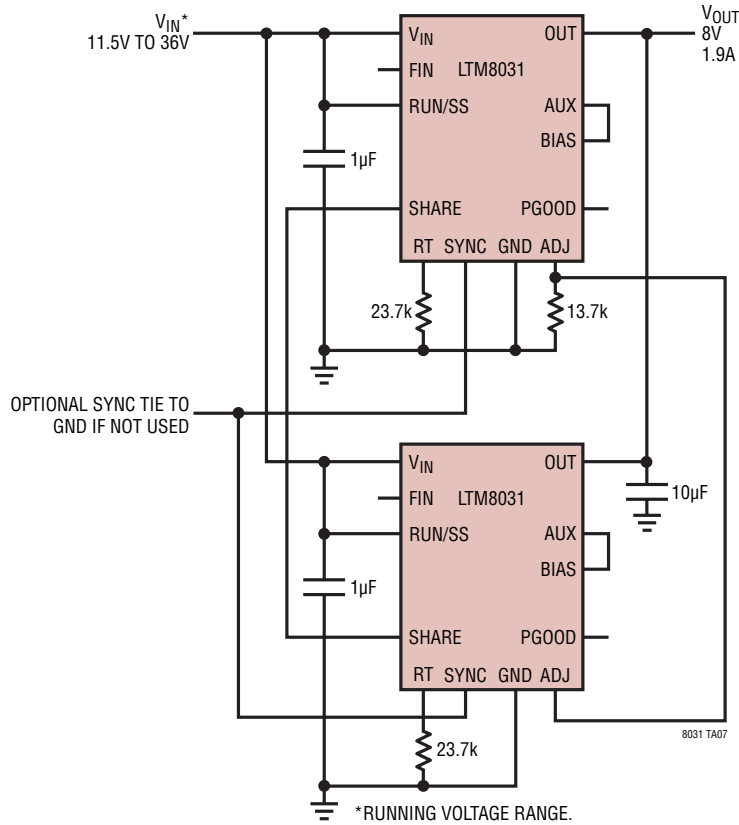 VIN*
11.5V TO 36V
VIN
OUT
VOUT
8V
1.9A
FIN
LTM8031
RUN/SS
AUX
BIAS
1µF
SHARE
PGOOD
RT
SYNC
GND
ADJ
23.7k
13.7k
OPTIONAL SYNC TIE TO
GND IF NOT USED
VIN
OUT
FIN
LTM8031
10µF
RUN/SS
AUX
BIAS
1µF
SHARE
PGOOD
RT
SYNC
GND
ADJ
8031 TA07
23.7k
*RUNNING VOLTAGE RANGE.